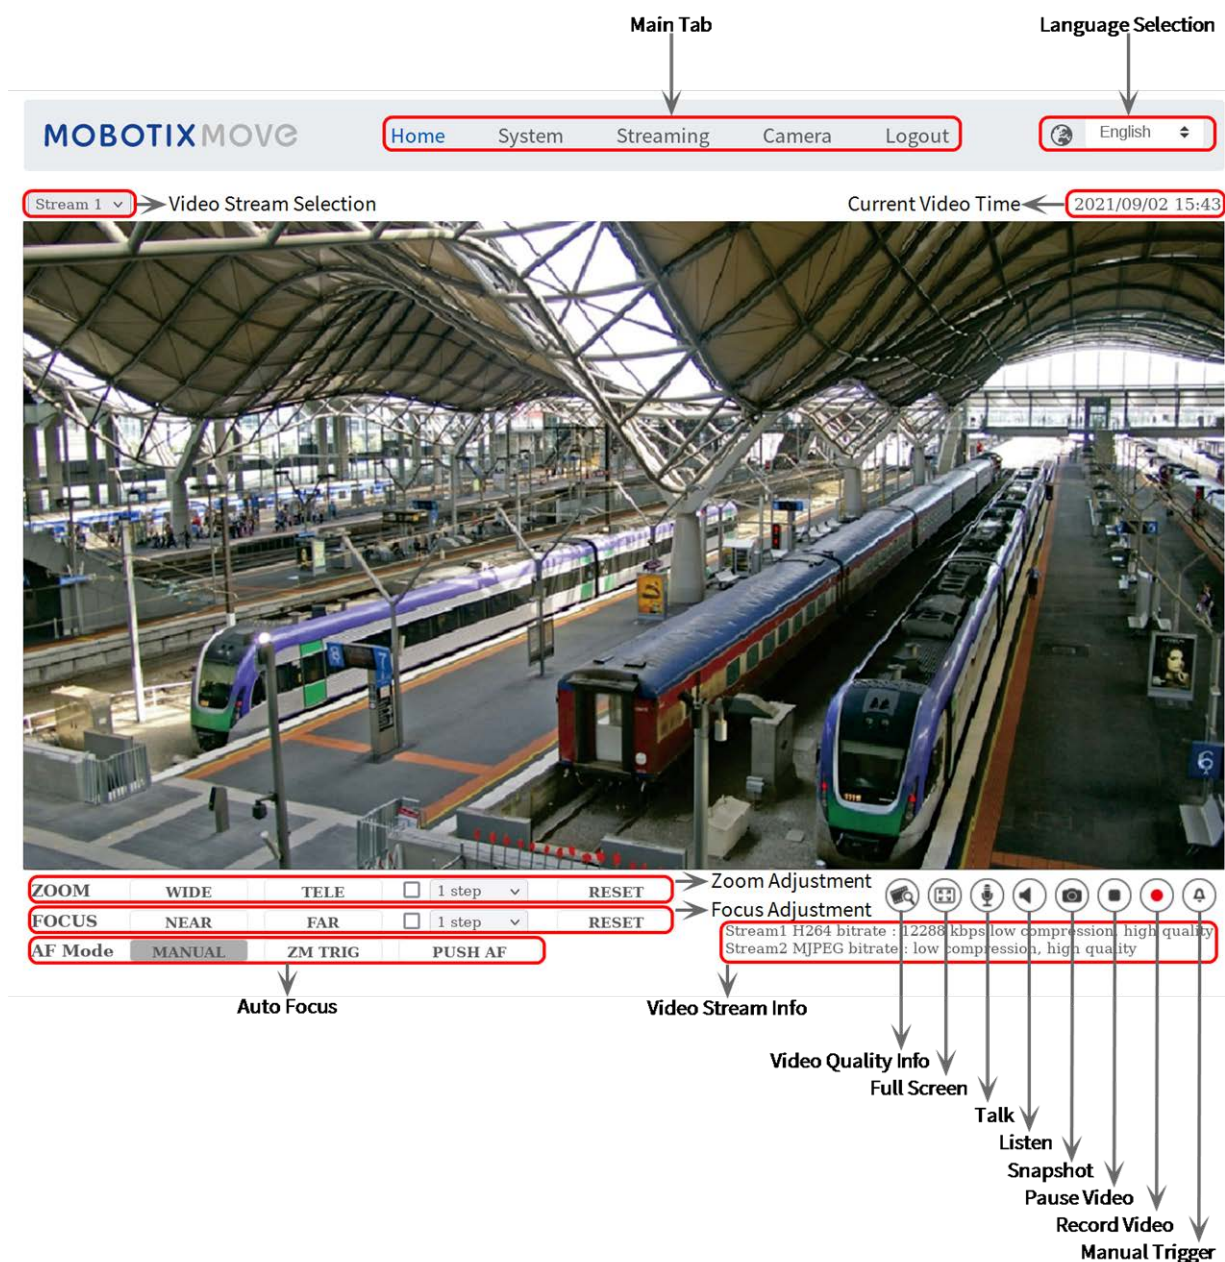 Main Tab
Language Selection
MOBOTIX MOVE
Home System Streaming Camera Logout
English
Stream 1
Video Stream Selection
Current Video Time
2021/09/02 15:43
8 7
1116
6
ZOOM WIDE TELE 1 step RESET
Zoom Adjustment
FOCUS NEAR FAR 1 step RESET
Focus Adjustment
AF Mode MANUAL ZM TRIG PUSH AF
Stream1 H264 bitrate : 12288 kbps low compression, high quality
Stream2 MJPEG bitrate : low compression, high quality
Auto Focus
Video Stream Info
Video Quality Info
Full Screen
Talk
Listen
Snapshot
Pause Video
Record Video
Manual Trigger